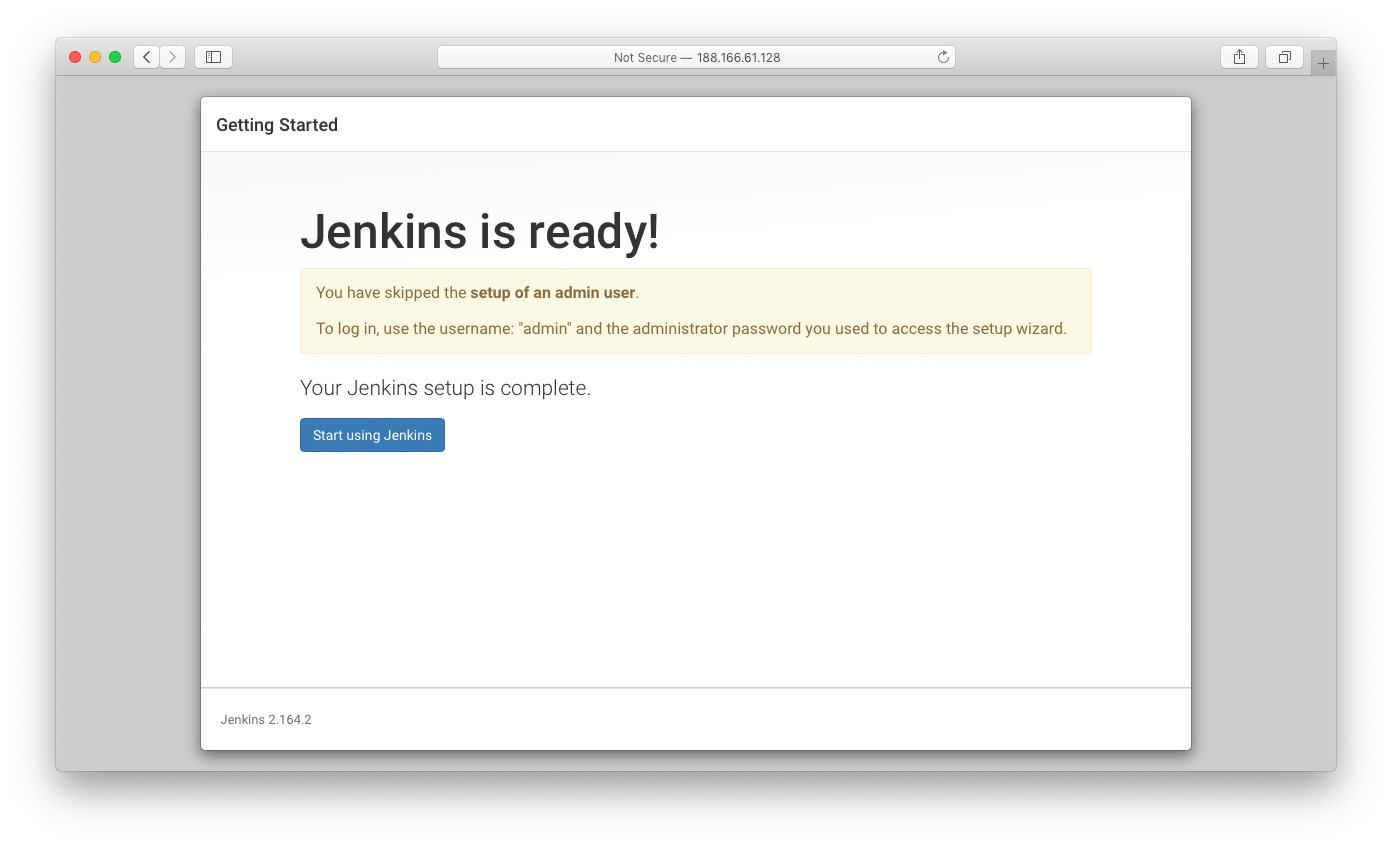 Not Secure — 188.166.61.128
Getting Started
Jenkins is ready!
You have skipped the setup of an admin user.
To log in, use the username: "admin" and the administrator password you used to access the setup wizard.
Your Jenkins setup is complete.
Start using Jenkins
Jenkins 2.164.2